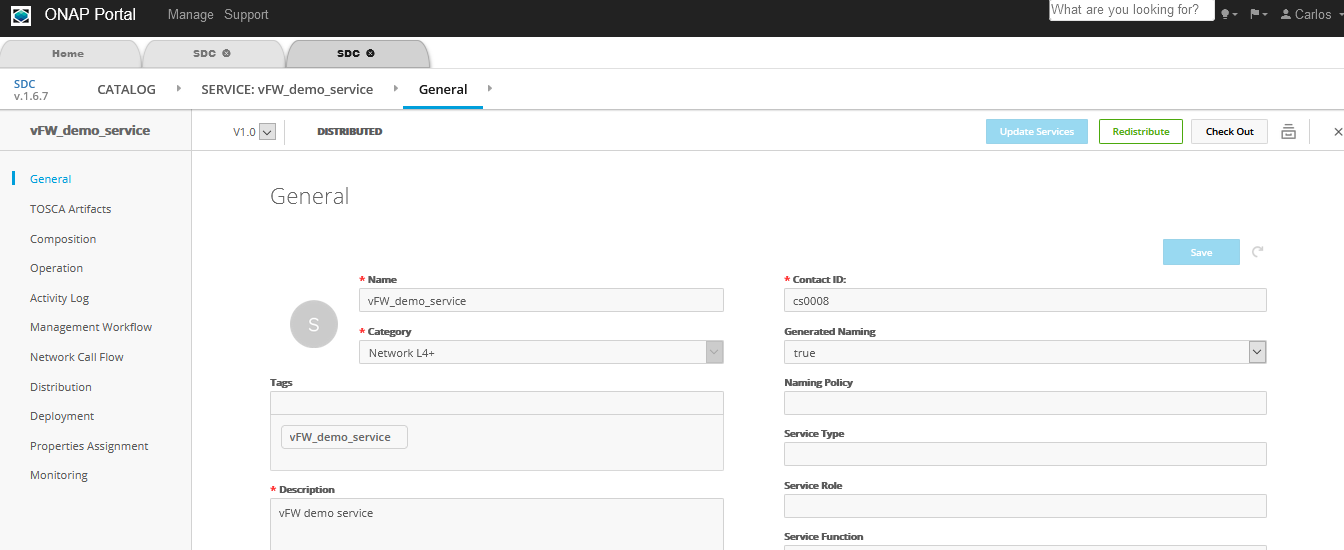 ONAP Portal Manage Support What are you looking for? Carlos
Home SDC SDC
SDC
v.1.6.7
CATALOG SERVICE: vFW_demo_service General
vFW_demo_service V1.0 DISTRIBUTED Update Services Redistribute Check Out
General
TOSCA Artifacts
Composition
Operation
Activity Log
Management Workflow
Network Call Flow
Distribution
Deployment
Properties Assignment
Monitoring
General
Save
S
* Name
vFW_demo_service
* Category
Network L4+
Tags
vFW_demo_service
* Description
vFW demo service
* Contact ID:
cs0008
Generated Naming
true
Naming Policy
Service Type
Service Role
Service Function